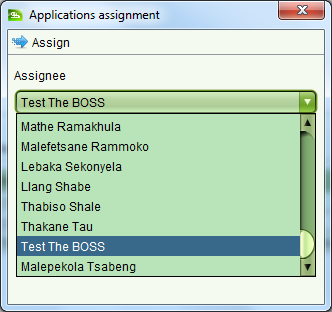 Applications assignment
Assign
Assignee
Test The BOSS
Mathe Ramakhula
Malefetsane Rammoko
Lebaka Sekonyela
Llang Shabe
Thabiso Shale
Thakane Tau
Test The BOSS
Malepekola Tsabeng